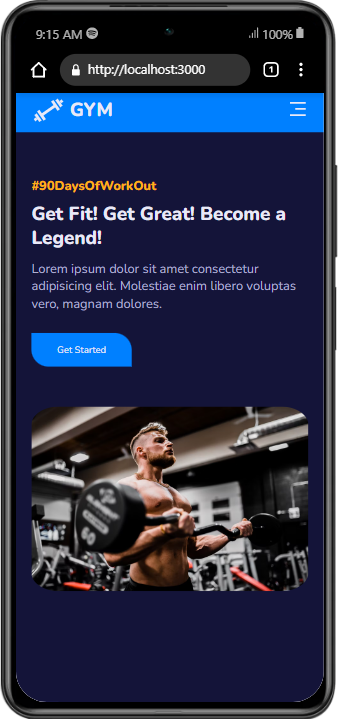 9:15 AM
100%
http://localhost:3000
1
GYM
#90DaysOfWorkOut
Get Fit! Get Great! Become a
Legend!
Lorem ipsum dolor sit amet consectetur
adipisicing elit. Molestiae enim libero voluptas
vero, magnam dolores.
Get Started
60